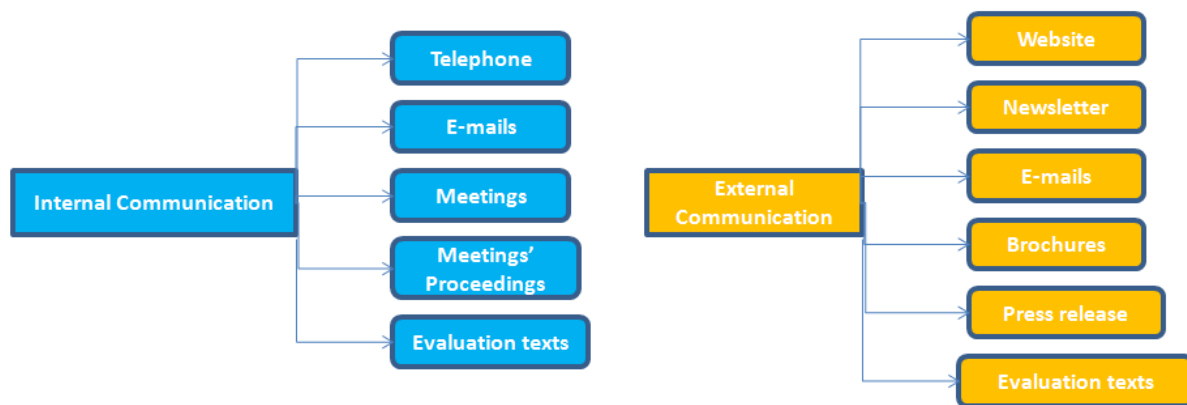 Internal Communication
Telephone
E-mails
Meetings
Meetings’
Proceedings
Evaluation texts
External
Communication
Website
Newsletter
E-mails
Brochures
Press release
Evaluation texts